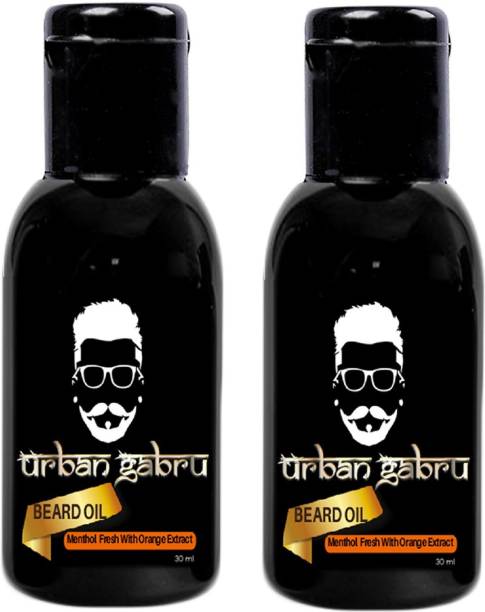 urban gabru
BEARD OIL
Menthol Fresh With Orange Extract
30 ml
urban gabru
BEARD OIL
Menthol Fresh With Orange Extract
30 ml